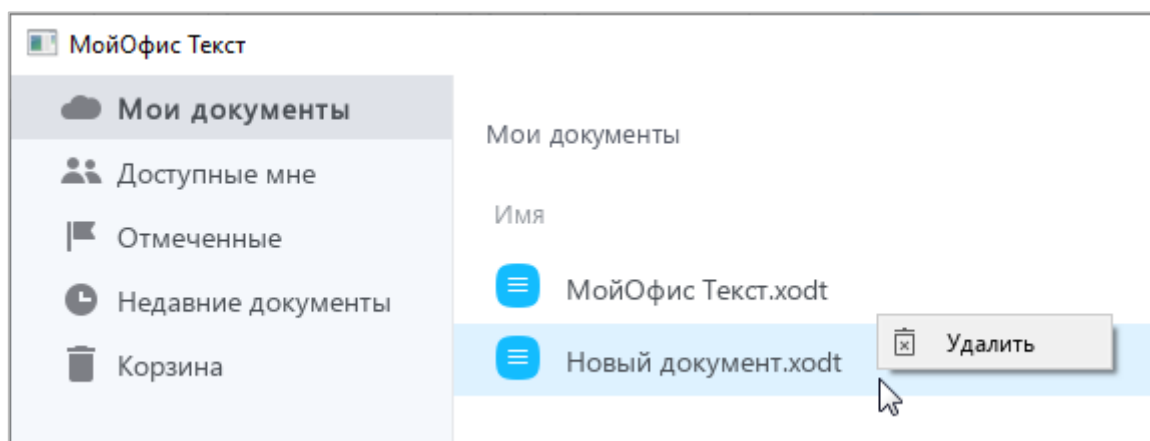 МойОфис Текст
Мои документы
Доступные мне
Отмеченные
Недавние документы
Корзина
Мои документы
Имя
МойОфис Текст.xodt
Новый документ.xodt
Удалить